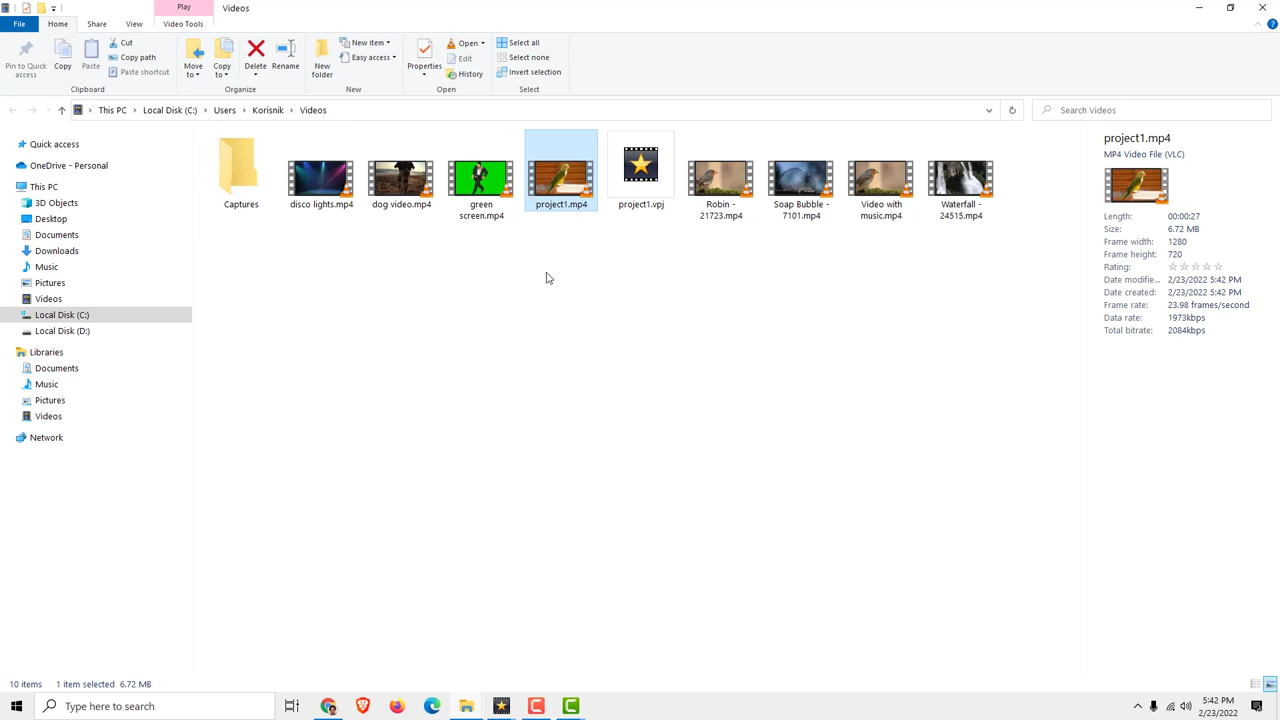 Play
Videos
File
Home
Share
View
Video Tools
Pin to Quick
access
Copy
Paste
Cut
Copy path
Paste shortcut
Clipboard
Move
to
Copy
to
Delete
Rename
Organize
New
folder
New item
Easy access
New
Properties
Open
Edit
History
Open
Select all
Select none
Invert selection
Select
This PC
Local Disk (C:)
Users
Korisnik
Videos
Search Videos
Quick access
OneDrive - Personal
This PC
3D Objects
Desktop
Documents
Downloads
Music
Pictures
Videos
Local Disk (C:)
Local Disk (D:)
Libraries
Documents
Music
Pictures
Videos
Network
Captures
disco lights.mp4
dog video.mp4
green
screen.mp4
project1.mp4
project1.vpj
Robin -
21723.mp4
Soap Bubble -
7101.mp4
Video with
music.mp4
Waterfall -
24515.mp4
project1.mp4
MP4 Video File (VLC)
Length: 00:00:27
Size: 6.72 MB
Frame width: 1280
Frame height: 720
Rating:
Date modifie... 2/23/2022 5:42 PM
Date created: 2/23/2022 5:42 PM
Frame rate: 23.98 frames/second
Data rate: 1973kbps
Total bitrate: 2084kbps
10 items 1 item selected 6.72 MB
Type here to search
5:42 PM
2/23/2022